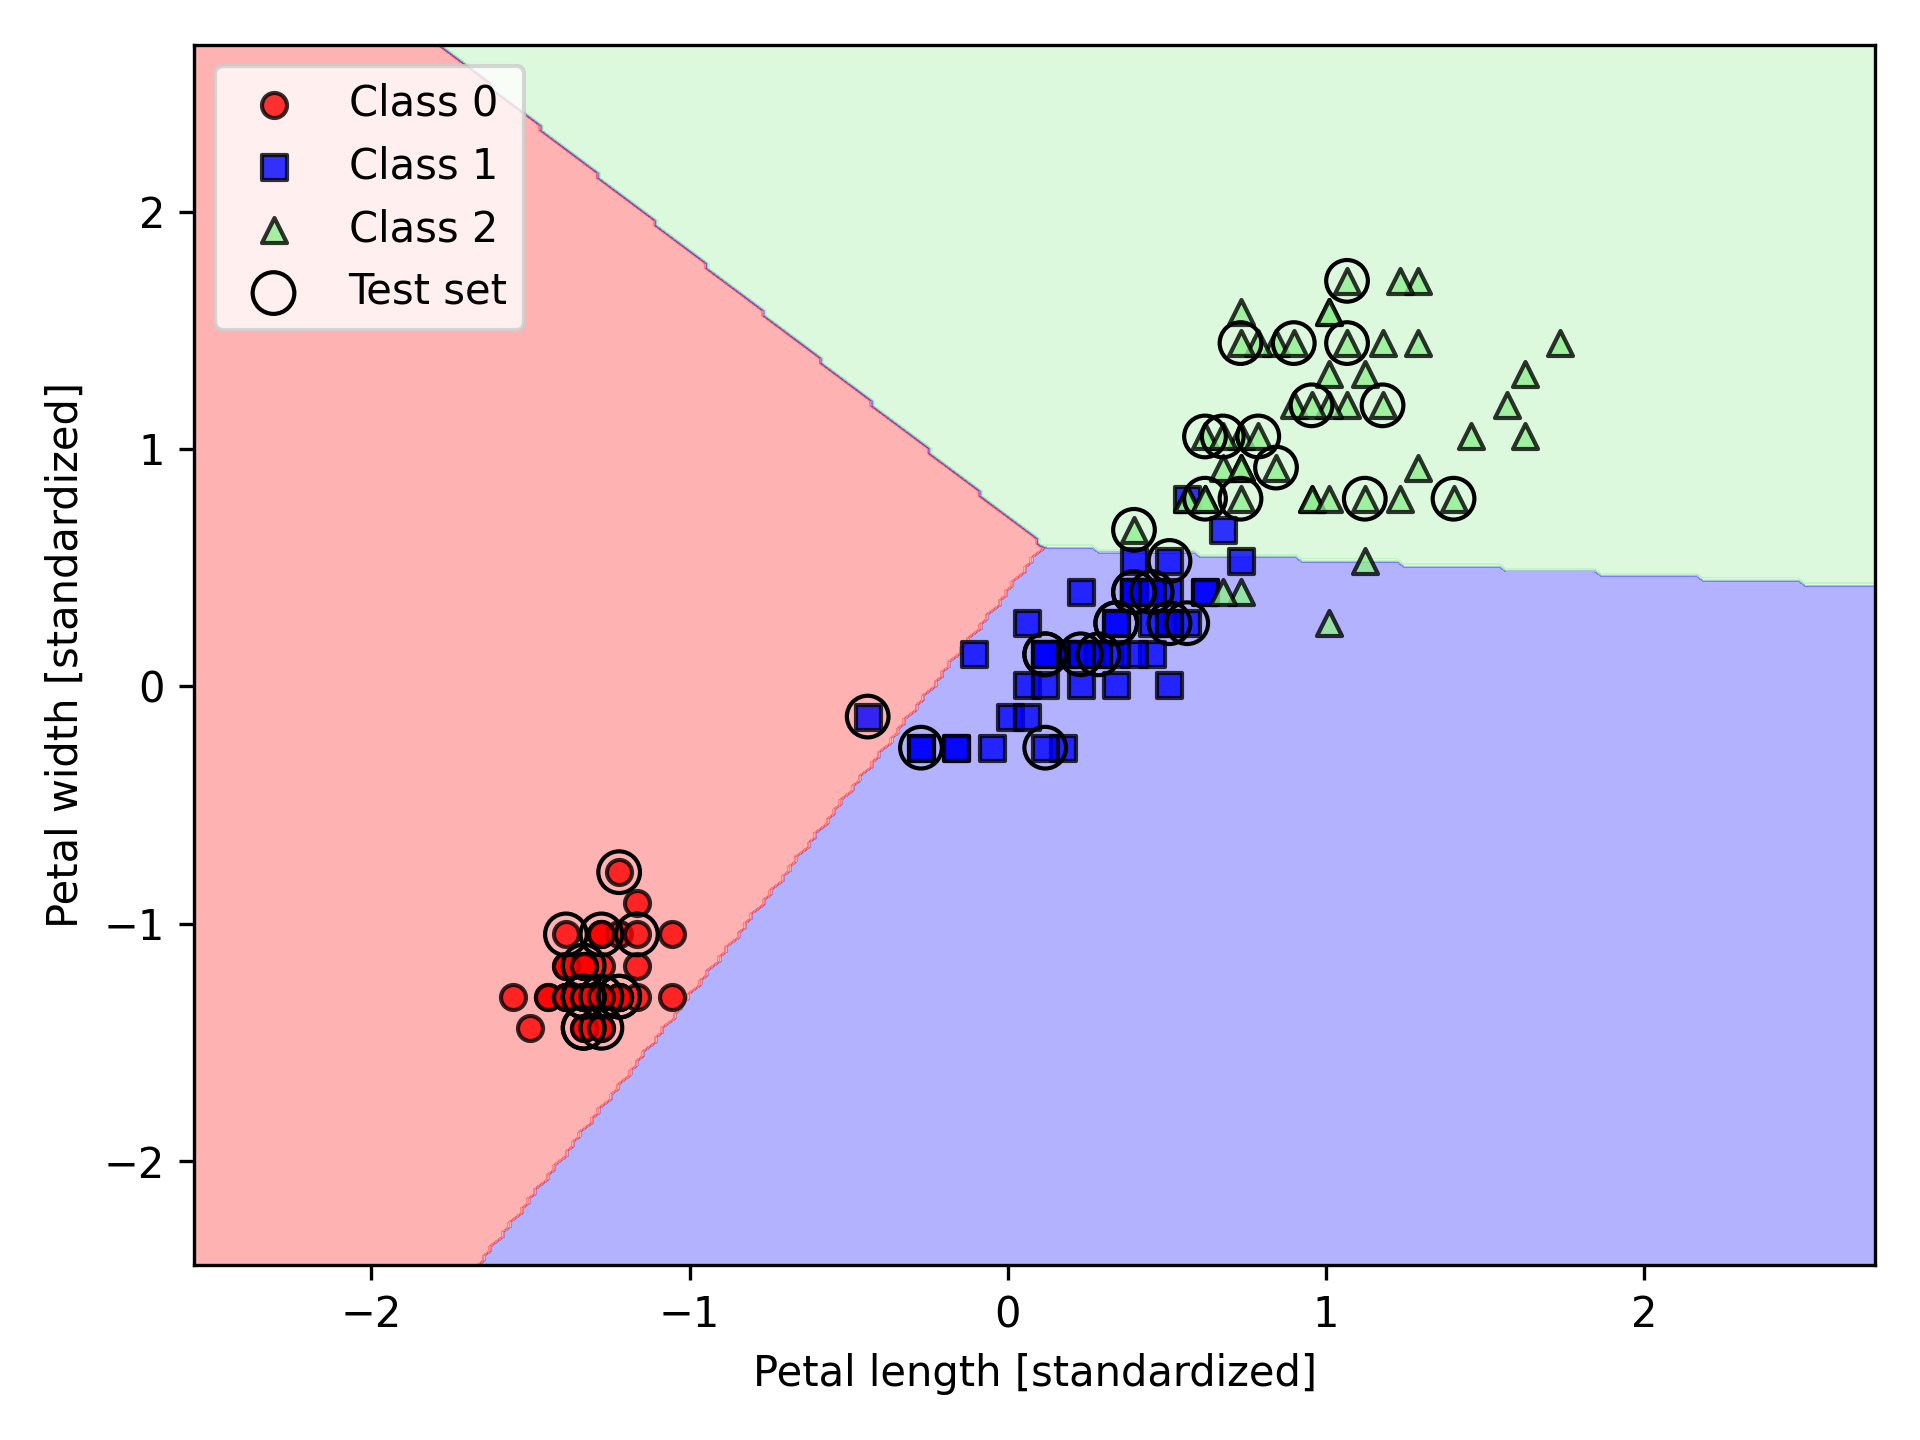 Class 0
Class 1
Class 2
Test set
2
1
0
−1
−2
Petal width [standardized]
−2
−1
0
1
2
Petal length [standardized]